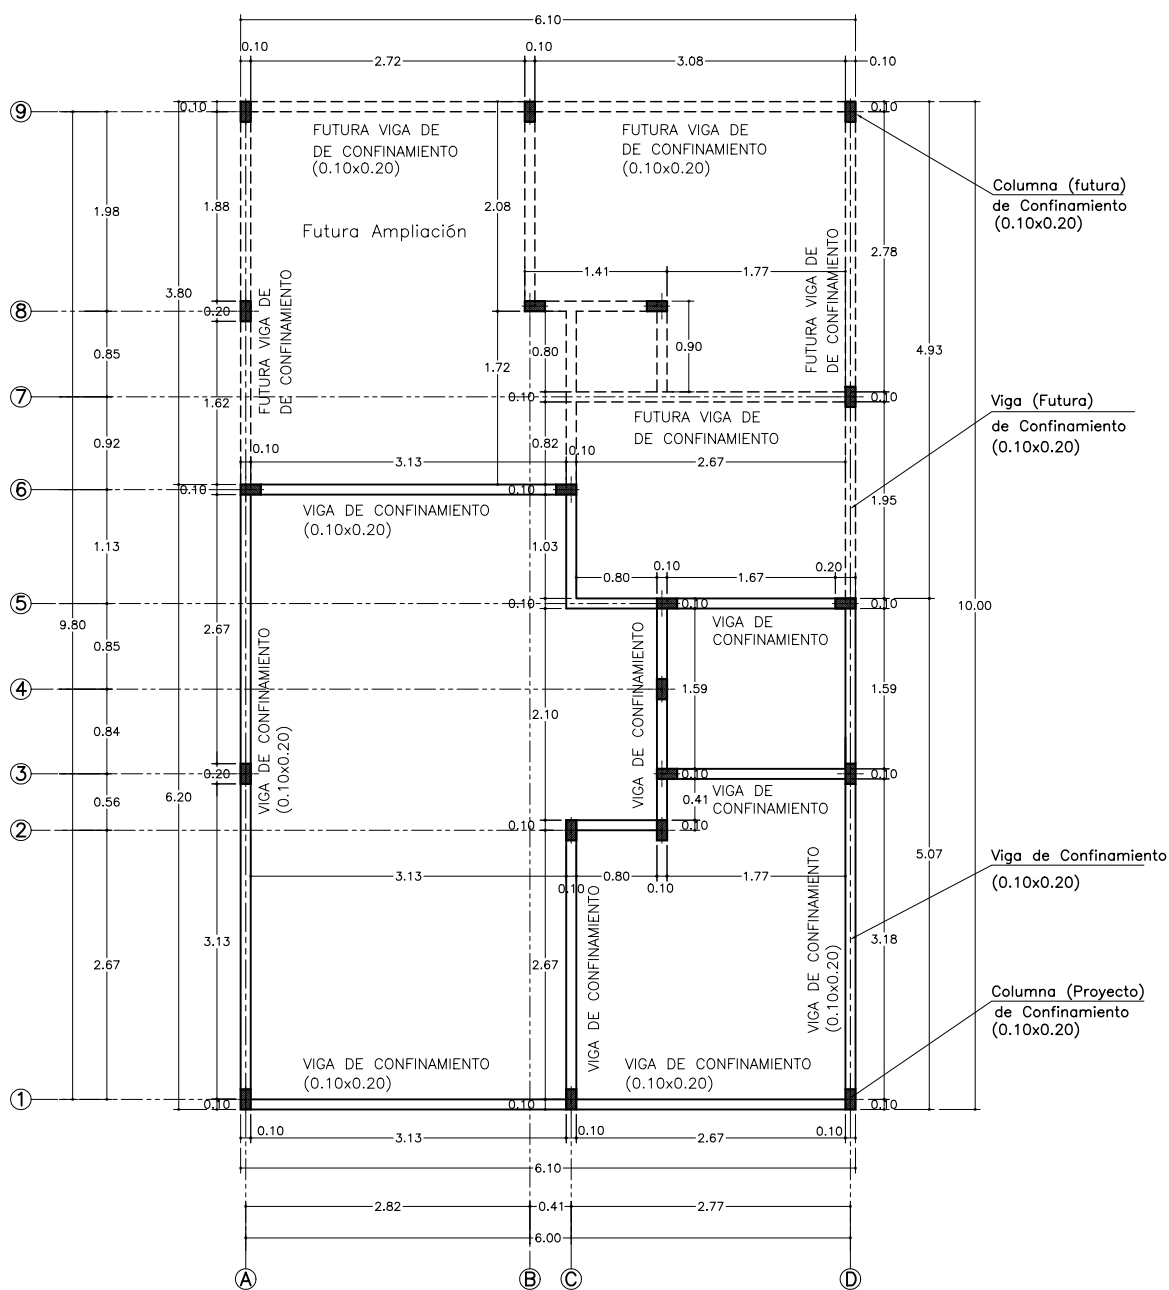 6.10
0.10
0.10
2.72
3.08
0.10
9
0.10
0.10
FUTURA VIGA DE
DE CONFINAMIENTO
(0.10x0.20)
FUTURA VIGA DE
DE CONFINAMIENTO
(0.10x0.20)
Columna (futura)
de Confinamiento
(0.10x0.20)
1.98
1.88
2.08
Futura Ampliación
2.78
FUTURA VIGA DE
DE CONFINAMIENTO
1.41
1.77
3.80
FUTURA VIGA DE
DE CONFINAMIENTO
8
0.20
0.85
0.80
0.90
4.93
1.72
7
1.62
0.10
0.10
Viga (Futura)
de Confinamiento
(0.10x0.20)
FUTURA VIGA DE
DE CONFINAMIENTO
0.92
0.82
0.10
0.10
3.13
2.67
6
0.10
0.10
1.95
VIGA DE CONFINAMIENTO
(0.10x0.20)
1.13
1.03
0.10
0.20
0.80
1.67
5
0.10
0.10
0.10
10.00
9.80
2.67
VIGA DE
CONFINAMIENTO
0.85
VIGA DE CONFINAMIENTO
(0.10x0.20)
VIGA DE CONFINAMIENTO
4
1.59
1.59
2.10
0.84
3
0.20
0.10
0.10
6.20
0.56
VIGA DE
CONFINAMIENTO
0.41
2
0.10
0.10
5.07
Viga de Confinamiento
(0.10x0.20)
3.13
0.80
1.77
0.10
0.10
VIGA DE CONFINAMIENTO
VIGA DE CONFINAMIENTO
(0.10x0.20)
3.13
3.18
2.67
2.67
Columna (Proyecto)
de Confinamiento
(0.10x0.20)
VIGA DE CONFINAMIENTO
(0.10x0.20)
VIGA DE CONFINAMIENTO
(0.10x0.20)
1
0.10
0.10
0.10
0.10
3.13
0.10
2.67
0.10
6.10
2.82
0.41
2.77
6.00
A
B
C
D